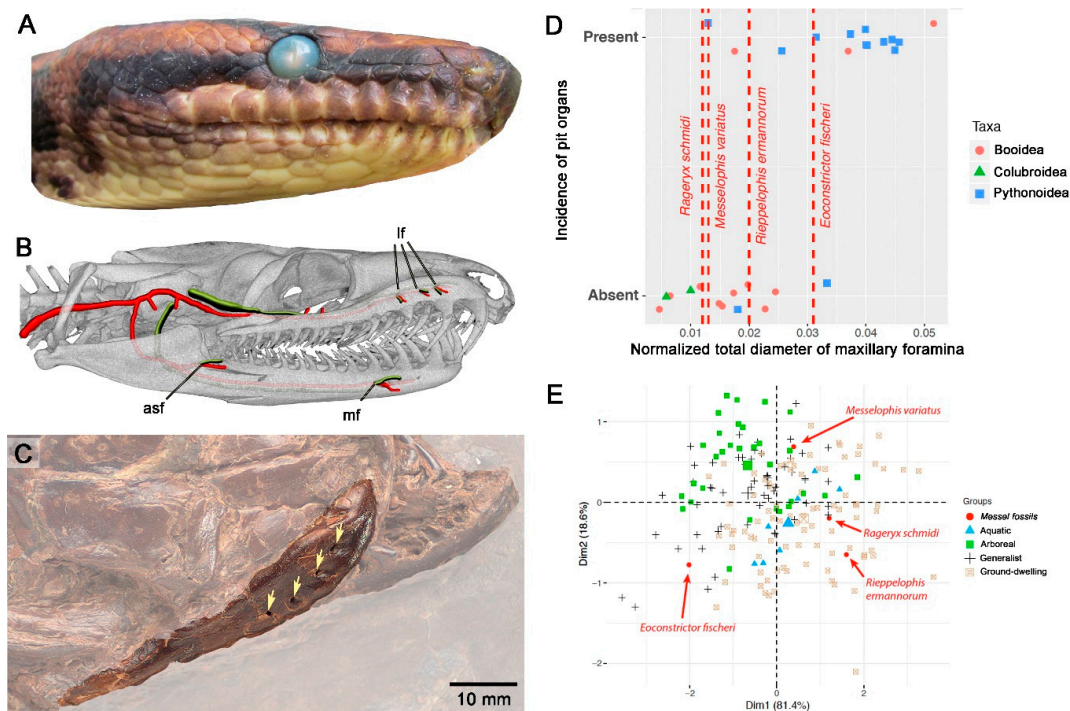 A
B
lf
asf
mf
C
10 mm
D
Incidence of pit organs
Present
Absent
Rageryx schmidi
Messelophis variatus
Rieppelophis ermannorum
Eoconstrictor fischeri
0.01
0.02
0.03
0.04
0.05
Normalized total diameter of maxillary foramina
Taxa
Booidea
Colubroidea
Pythonoidea
E
Dim2 (18.6%)
1
0
-1
-2
Messelophis variatus
Rageryx schmidi
Rieppelophis
ermannorum
Eoconstrictor fischeri
-2
0
2
Dim1 (81.4%)
Groups
Messel fossils
Aquatic
Arboreal
Generalist
Ground-dwelling